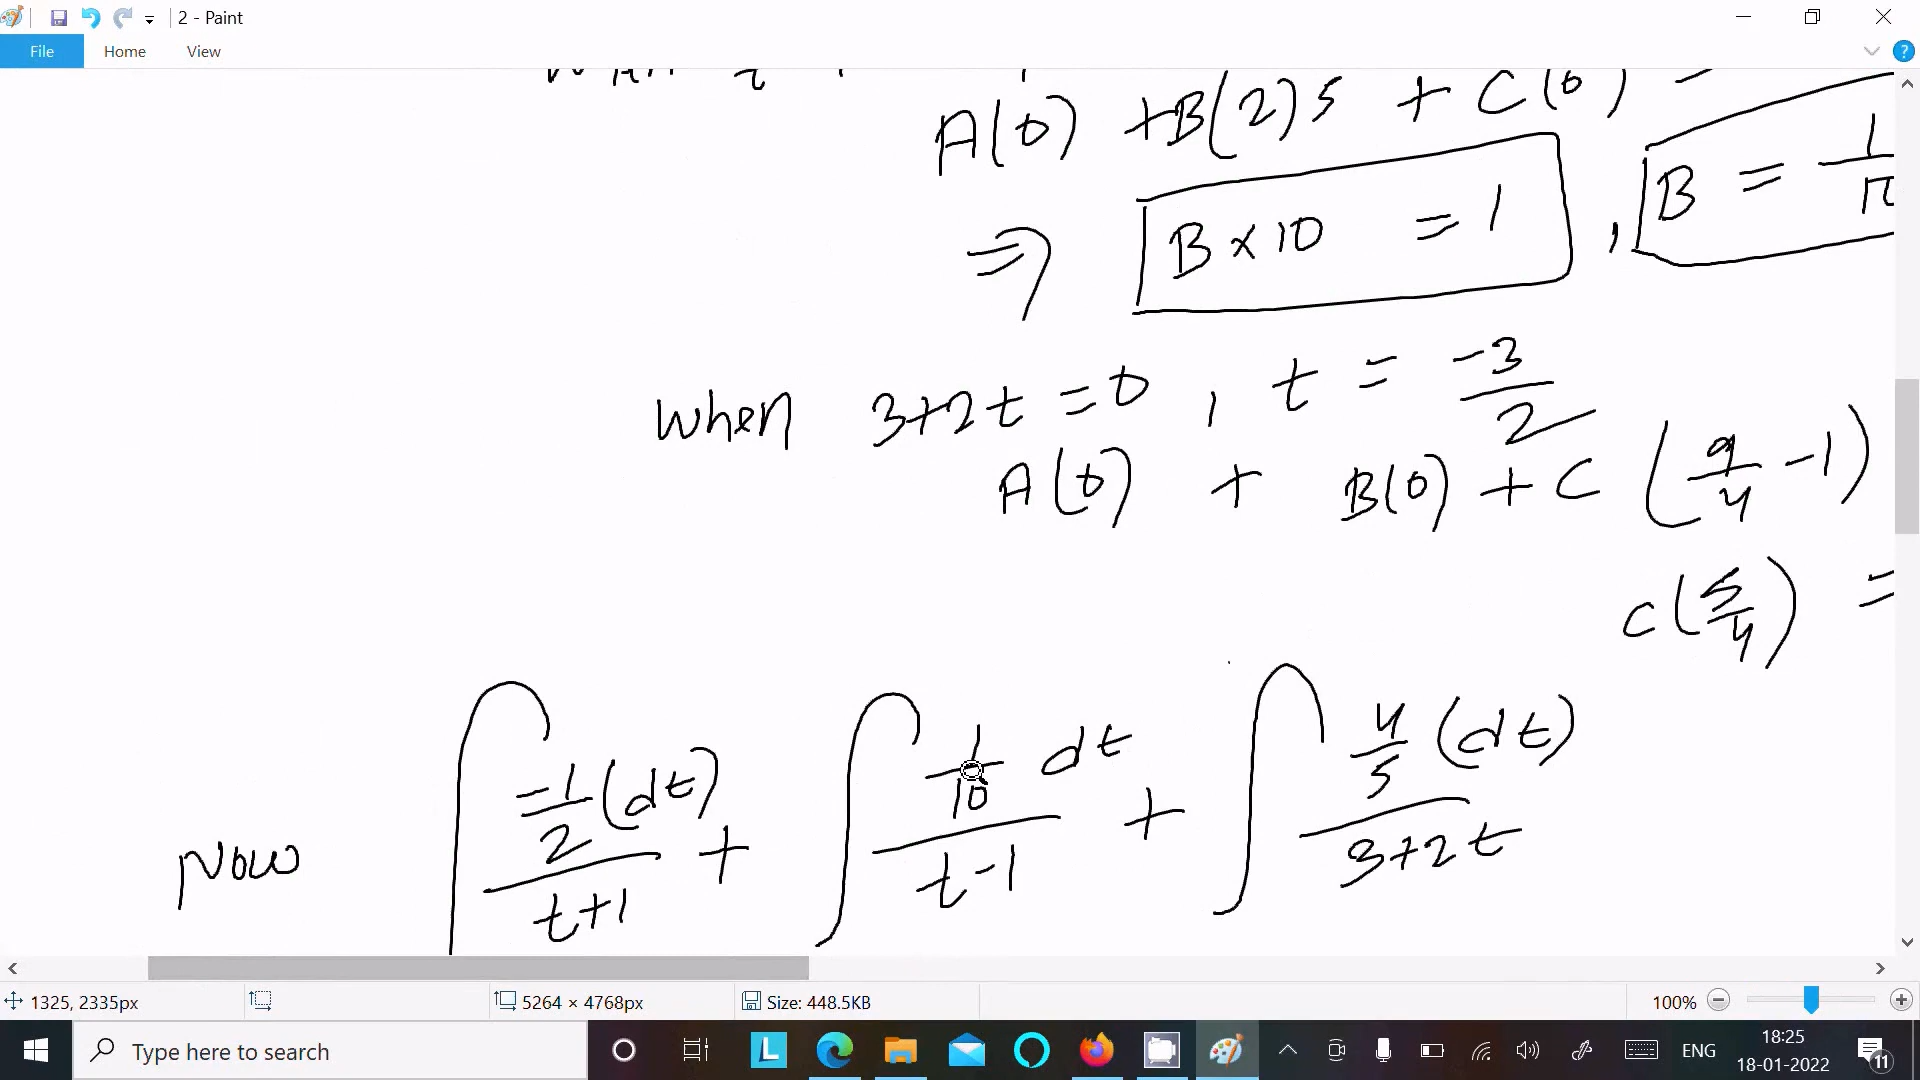 2 - Paint
File Home View
A(0) + B(2)5 + C(0) =
⇒ B × 10 = 1 , B = 1/10
when 3+2t = 0 , t = -3/2
A(0) + B(0) + C (9/4 - 1)
C(5/4) =
Now ∫ -1/2 (dt) / t+1 + ∫ 1/10 dt / t-1 + ∫ 4/5 (dt) / 3+2t
1325, 2335px 5264 × 4768px Size: 448.5KB 100%
Type here to search L ENG 18:25
18-01-2022 11